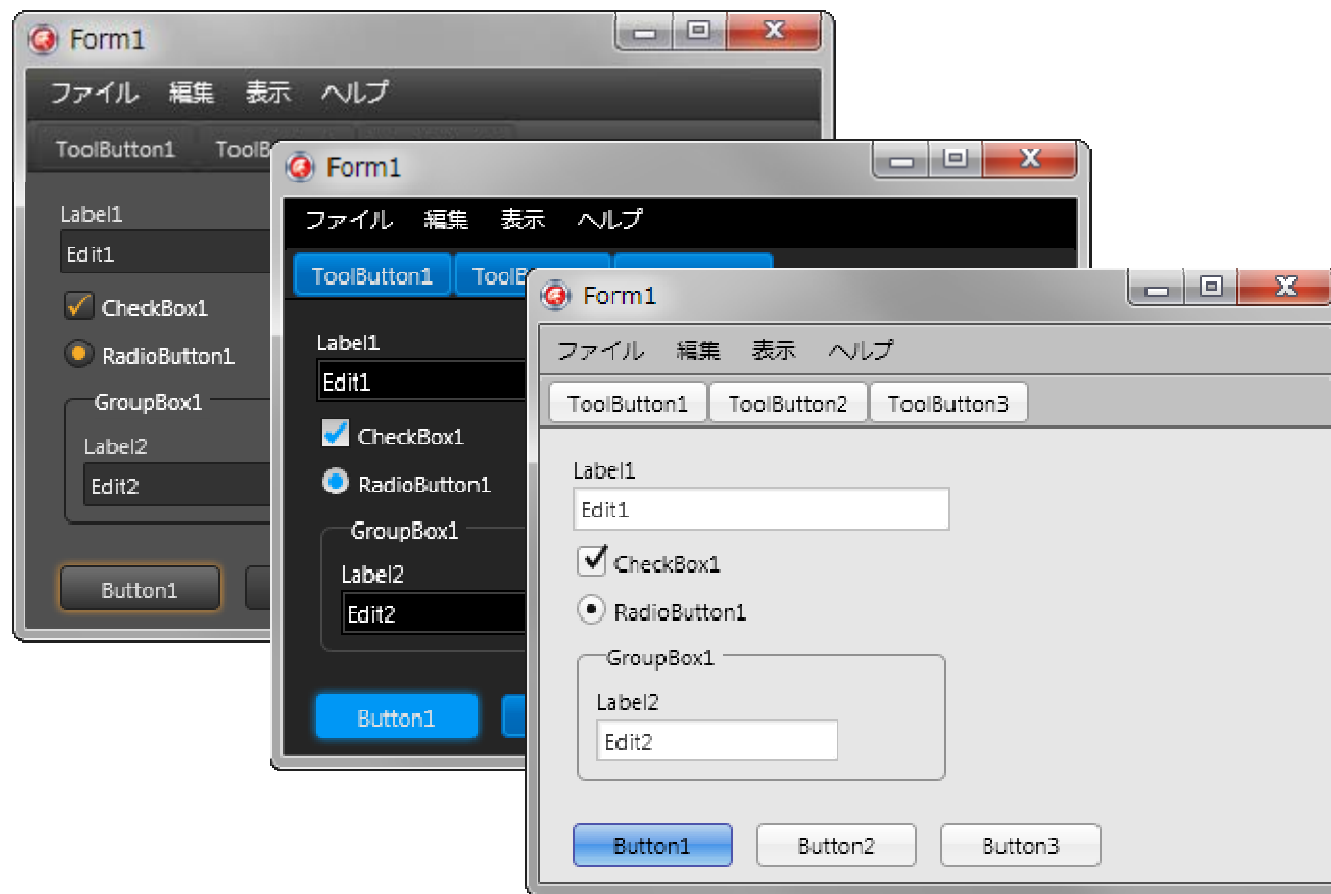 Form1
ファイル 編集 表示 ヘルプ
ToolButton1 ToolB
Label1
Edit1
CheckBox1
RadioButton1
GroupBox1
Label2
Edit2
Button1
Form1
ファイル 編集 表示 ヘルプ
ToolButton1 ToolB
Label1
Edit1
CheckBox1
RadioButton1
GroupBox1
Label2
Edit2
Button1
Form1
ファイル 編集 表示 ヘルプ
ToolButton1 ToolButton2 ToolButton3
Label1
Edit1
CheckBox1
RadioButton1
GroupBox1
Label2
Edit2
Button1 Button2 Button3